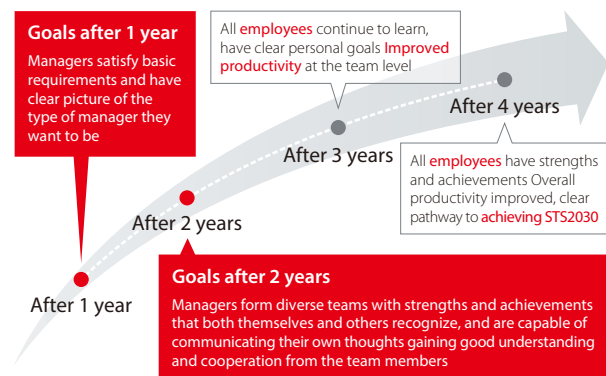 Goals after 1 year
Managers satisfy basic
requirements and have
clear picture of the
type of manager they
want to be
All employees continue to learn,
have clear personal goals Improved
productivity at the team level
After 4 years
After 3 years
All employees have strengths
and achievements Overall
productivity improved, clear
pathway to achieving STS2030
After 2 years
After 1 year
Goals after 2 years
Managers form diverse teams with strengths and achievements
that both themselves and others recognize, and are capable of
communicating their own thoughts gaining good understanding
and cooperation from the team members